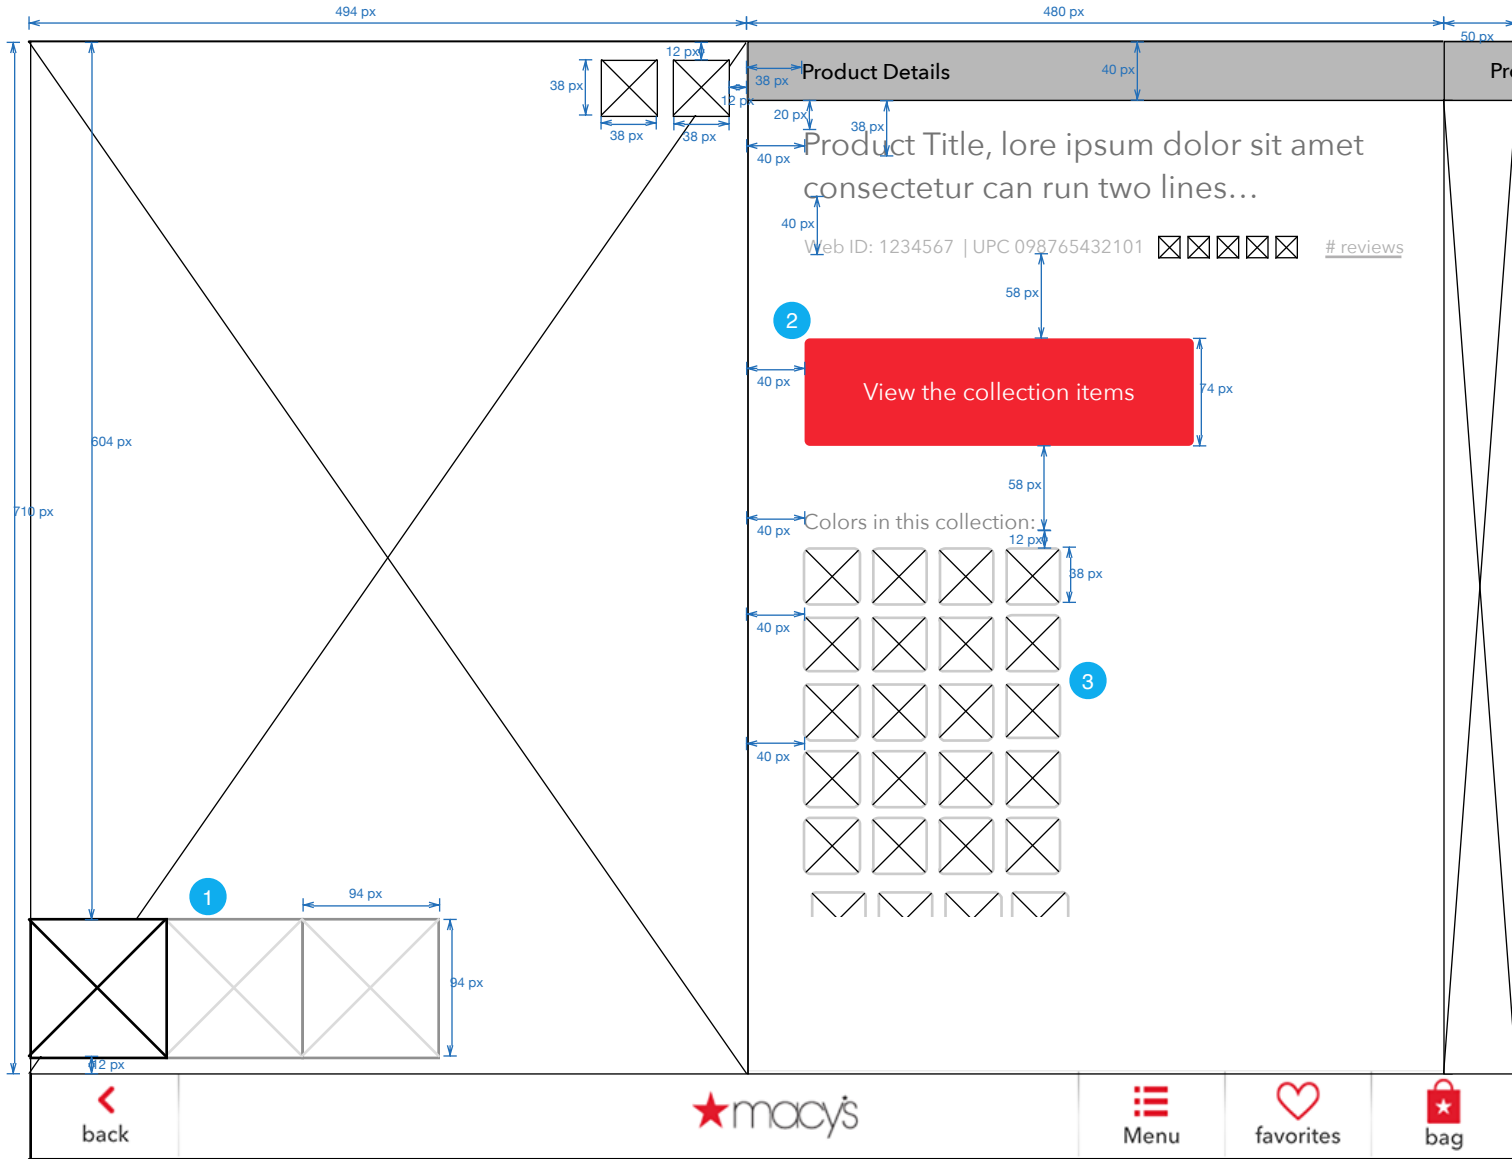 494 px
480 px
50 px
12 px
38 px
38 px
38 px
12 px
38 px
Product Details
40 px
20 px
38 px
40 px
Product Title, lore ipsum dolor sit amet
consectetur can run two lines...
40 px
Web ID: 1234567 | UPC 098765432101
# reviews
58 px
2
40 px
View the collection items
74 px
604 px
58 px
710 px
40 px
Colors in this collection:
12 px
38 px
40 px
3
40 px
1
94 px
94 px
12 px
back
macy's
Menu
favorites
bag